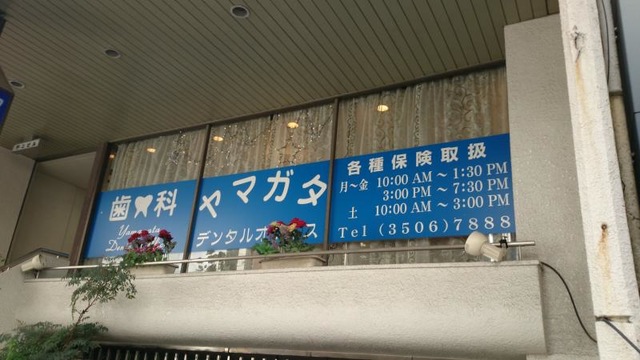 歯科
ヤマガタ
デンタルオ ス
各種保険取扱
月～金 10:00 AM～1:30 PM
3:00 PM～7:30 PM
土 10:00 AM～3:00 PM
Tel (3506)7888